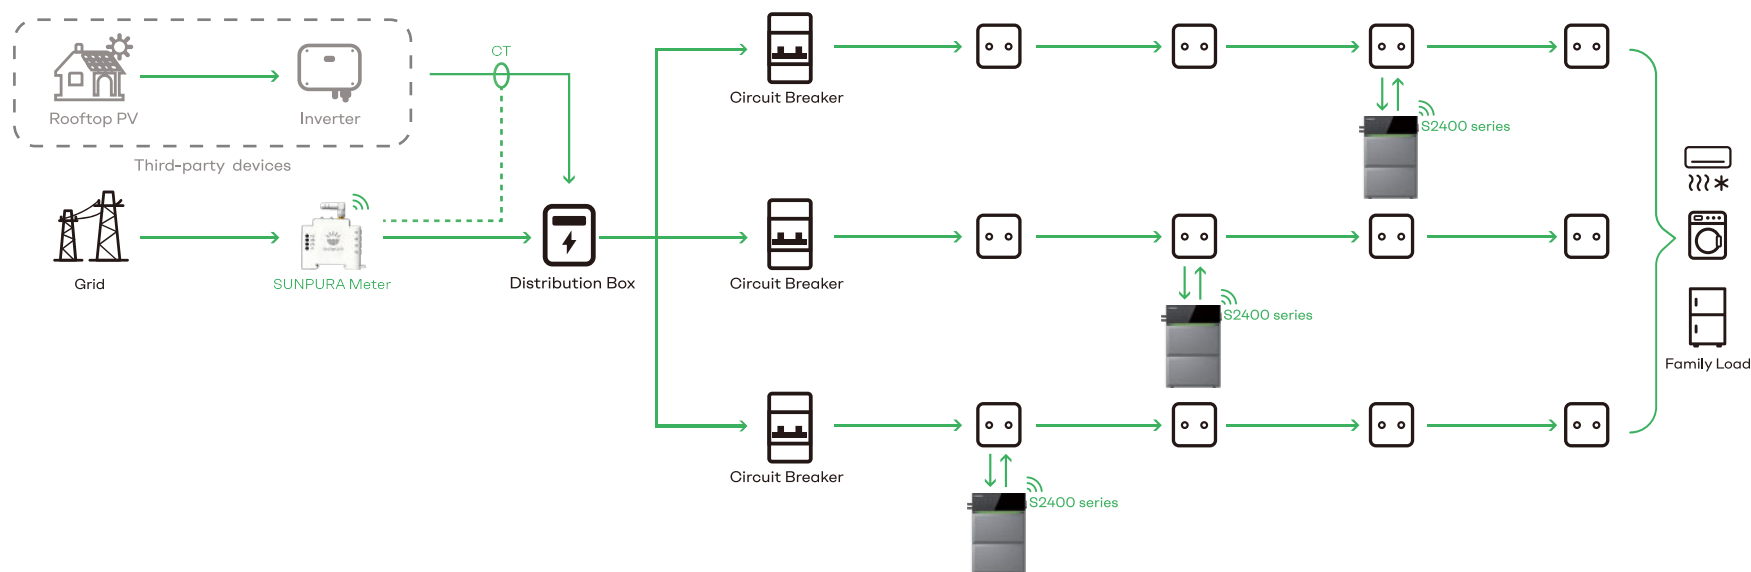 CT
Rooftop PV
Inverter
Third-party devices
Grid
SUNPURA Meter
Distribution Box
Circuit Breaker
S2400 series
Circuit Breaker
S2400 series
Circuit Breaker
S2400 series
Family Load